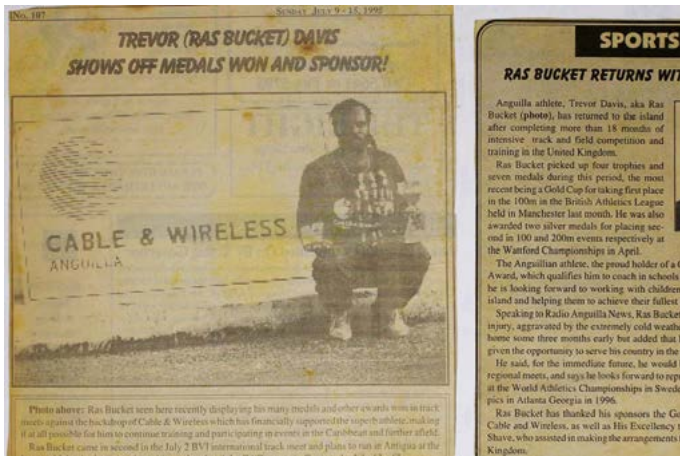 No. 107
SUNDAY JULY 9 - 15, 1995
TREVOR (RAS BUCKET) DAVIS
SHOWS OFF MEDALS WON AND SPONSOR!
CABLE & WIRELESS
ANGUILLA
Photo above: Ras Bucket seen here recently displaying his many medals and other awards won in track
meets against the backdrop of Cable & Wireless which has financially supported the superb athlete, making
it at all possible for him to continue training and participating in events in the Caribbean and further afield.
Ras Bucket came in second in the July 2 BVI international track meet and plans to run in Antigua at the
SPORTS
RAS BUCKET RETURNS WIT
Anguilla athlete, Trevor Davis, aka Ras
Bucket (photo), has returned to the island
after completing more than 18 months of
intensive track and field competition and
training in the United Kingdom.
Ras Bucket picked up four trophies and
seven medals during this period, the most
recent being a Gold Cup for taking first place
in the 100m in the British Athletics League
held in Manchester last month. He was also
awarded two silver medals for placing sec-
ond in 100 and 200m events respectively at
the Wattford Championships in April.
The Anguillian athlete, the proud holder of a
Award, which qualifies him to coach in schools
he is looking forward to working with children
island and helping them to achieve their fullest
Speaking to Radio Anguilla News, Ras Bucket
injury, aggravated by the extremely cold weathe
home some three months early but added that
given the opportunity to serve his country in the
He said, for the immediate future, he would
regional meets, and says he looks forward to repr
at the World Athletics Championships in Swede
pics in Atlanta Georgia in 1996.
Ras Bucket has thanked his sponsors the Go
Cable and Wireless, as well as His Excellency
Shave, who assisted in making the arrangements
Kingdom.